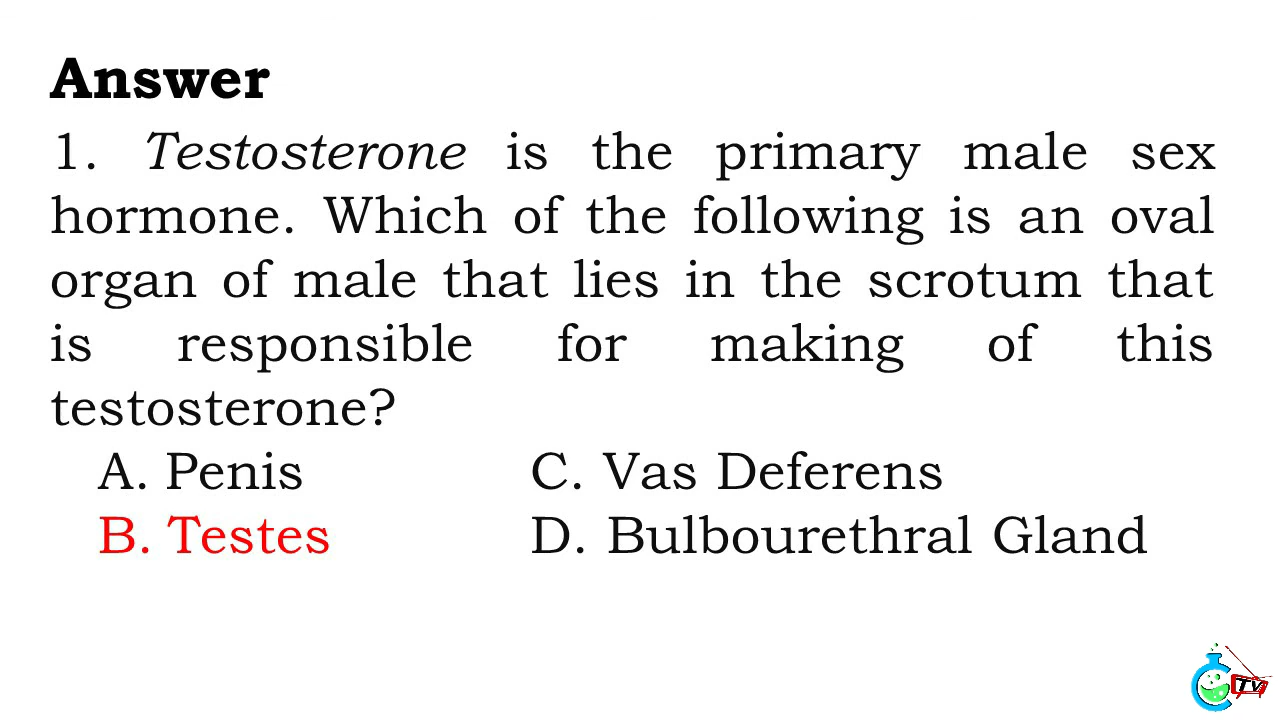 Answer
1. Testosterone is the primary male sex
hormone. Which of the following is an oval
organ of male that lies in the scrotum that
is responsible for making of this
testosterone?
A. Penis C. Vas Deferens
B. Testes D. Bulbourethral Gland
TV